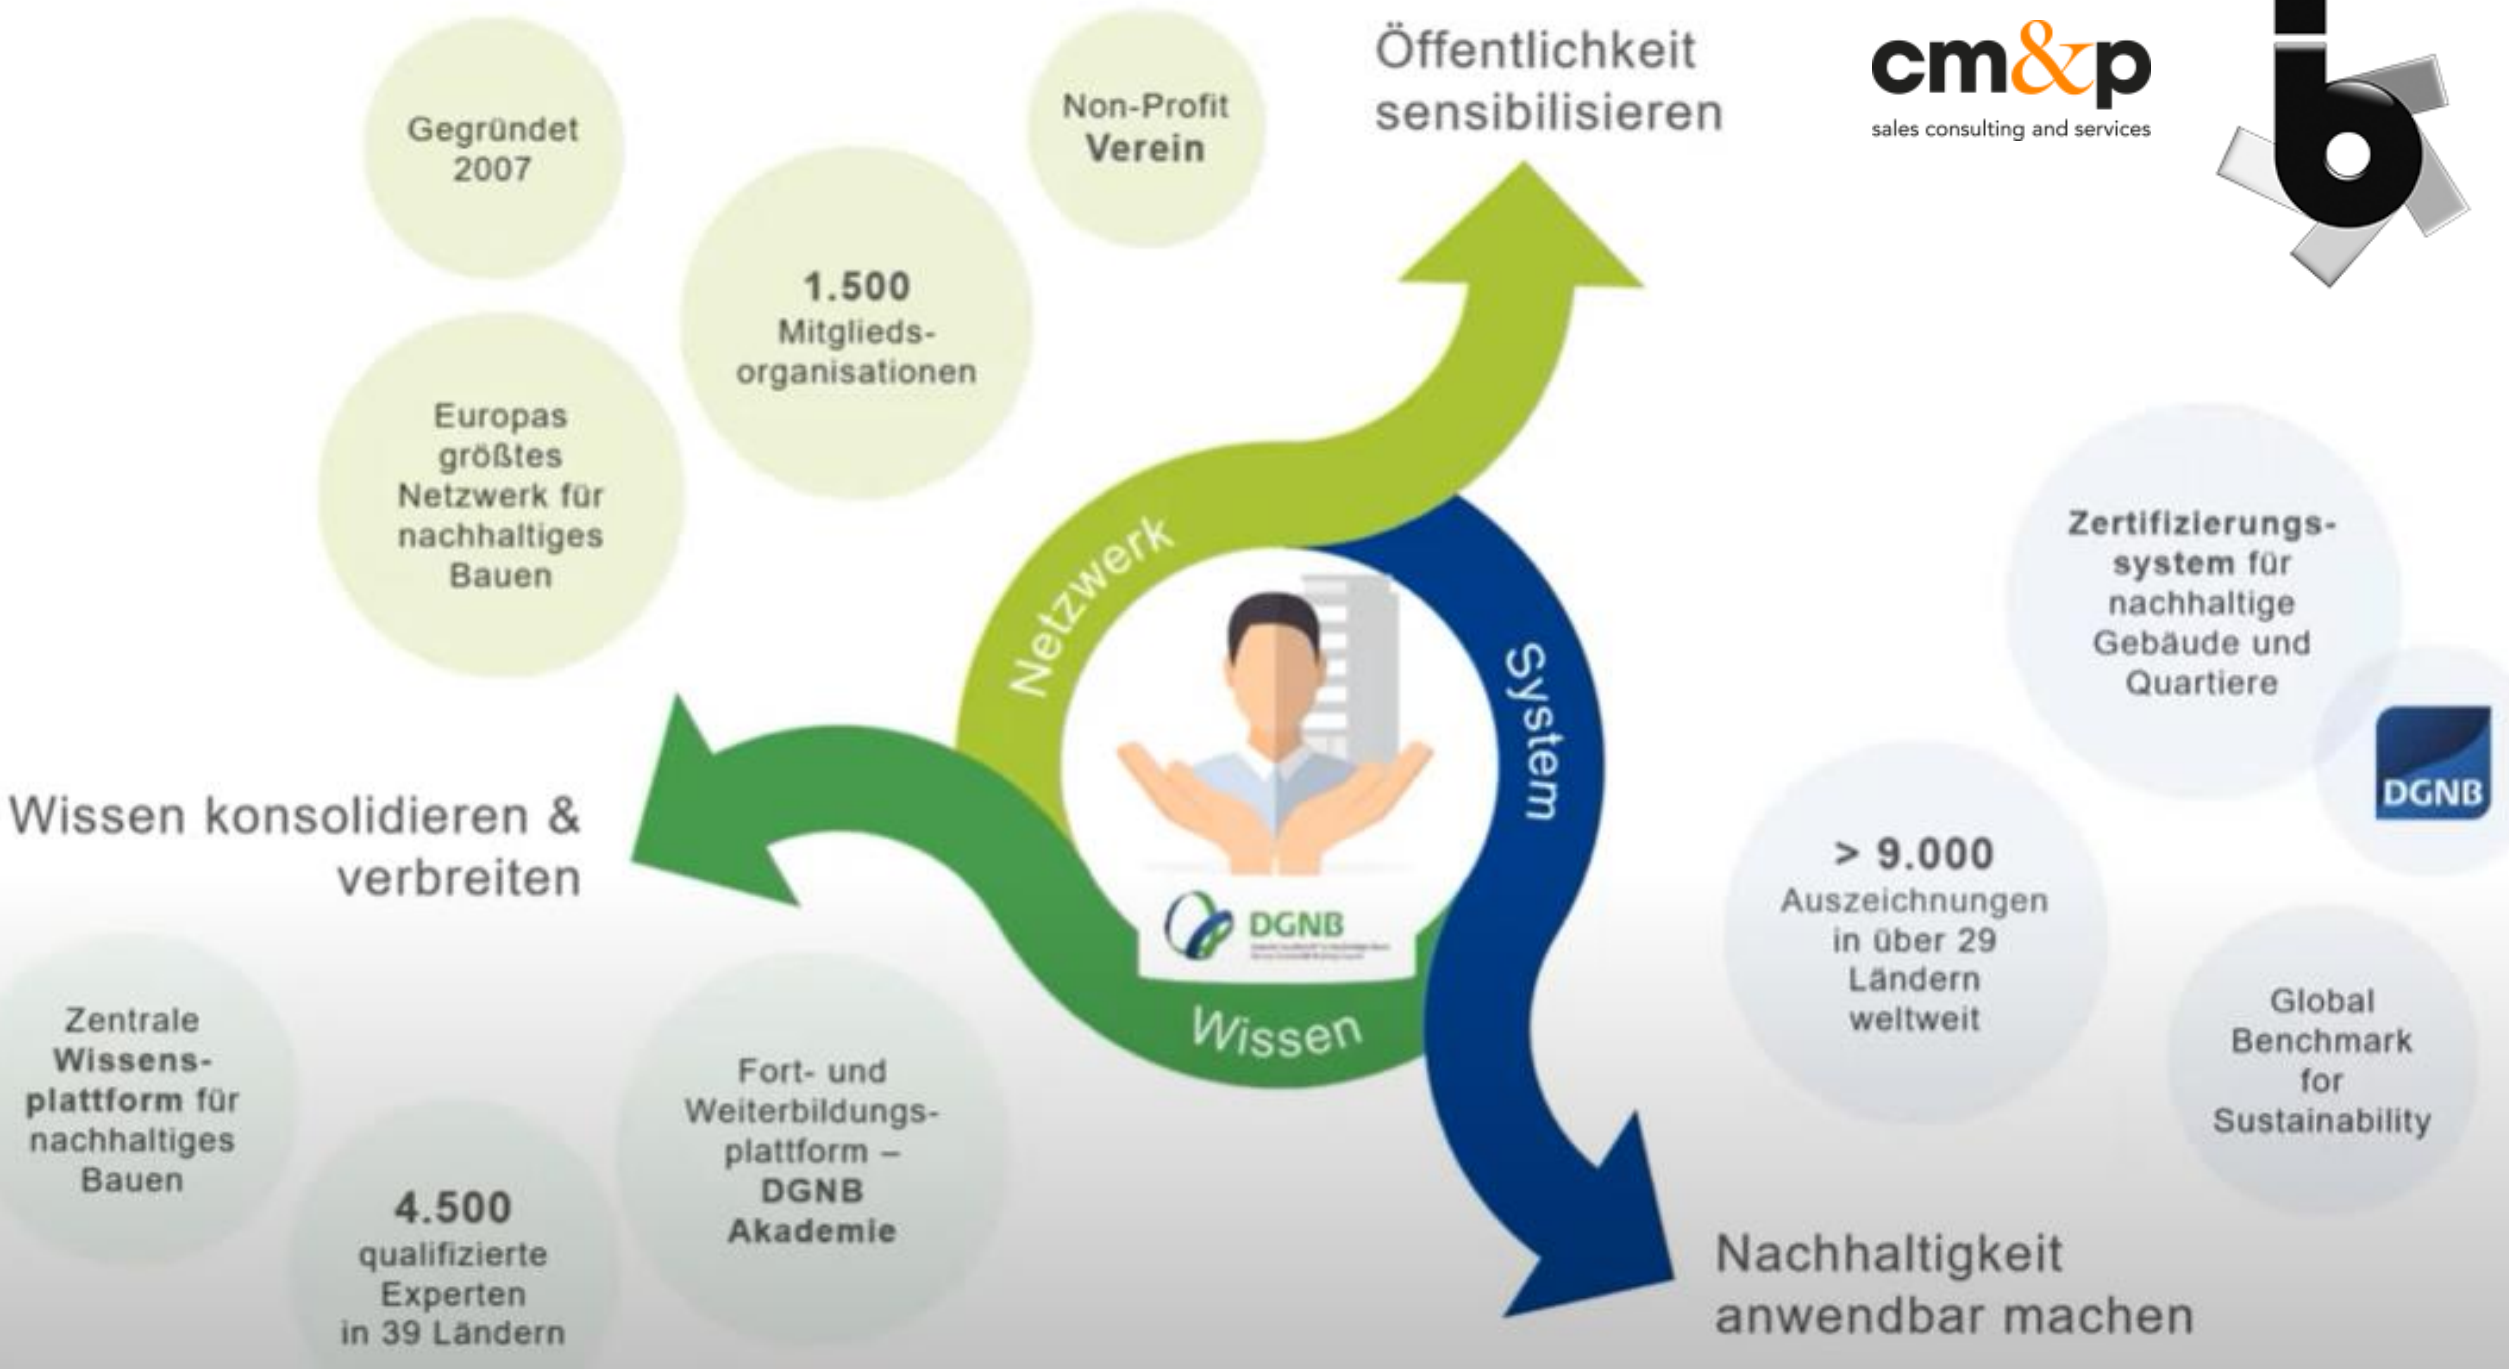 Gegründet
2007
Non-Profit
Verein
Öffentlichkeit
sensibilisieren
cm&p
sales consulting and services
b
1.500
Mitglieds-
organisationen
Europas
größtes
Netzwerk für
nachhaltiges
Bauen
Netzwerk
System
Zertifizierungs-
system für
nachhaltige
Gebäude und
Quartiere
DGNB
Wissen konsolidieren &
verbreiten
> 9.000
Auszeichnungen
in über 29
Ländern
weltweit
DGNB
Wissen
Global
Benchmark
for
Sustainability
Zentrale
Wissens-
plattform für
nachhaltiges
Bauen
4.500
qualifizierte
Experten
in 39 Ländern
Fort- und
Weiterbildungs-
plattform –
DGNB
Akademie
Nachhaltigkeit
anwendbar machen